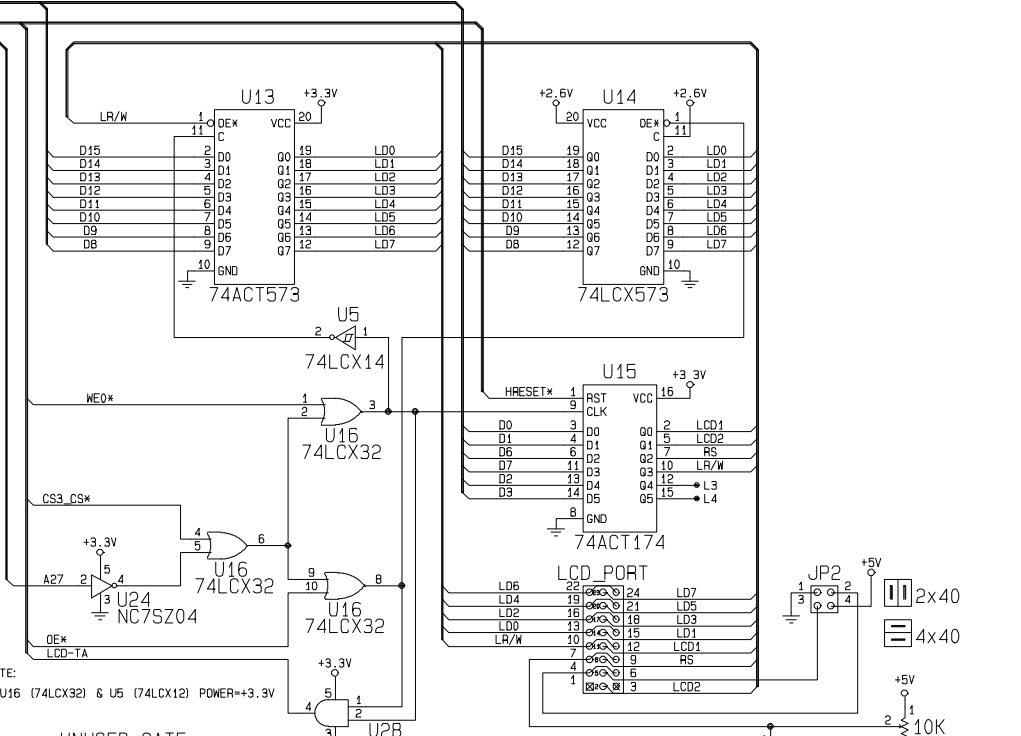 U13
+3.3V
LR/W 1 OE* VCC 20
11 C
D15 2 D0 Q0 19 LD0
D14 3 D1 Q1 18 LD1
D13 4 D2 Q2 17 LD2
D12 5 D3 Q3 16 LD3
D11 6 D4 Q4 15 LD4
D10 7 D5 Q5 14 LD5
D9 8 D6 Q6 13 LD6
D8 9 D7 Q7 12 LD7
10 GND
74ACT573
+2.6V U14 +2.6V
20 VCC OE* 1
C 11
D15 19 Q0 D0 2 LD0
D14 18 Q1 D1 3 LD1
D13 17 Q2 D2 4 LD2
D12 16 Q3 D3 5 LD3
D11 15 Q4 D4 6 LD4
D10 14 Q5 D5 7 LD5
D9 13 Q6 D6 8 LD6
D8 12 Q7 D7 9 LD7
GND 10
74LCX573
U5
2 1
74LCX14
WE0* 1 3
2
U16
74LCX32
U15
+3 3V
HRESET* 1 RST VCC 16
9 CLK
D0 3 D0 Q0 2 LCD1
D1 4 D1 Q1 5 LCD2
D6 6 D2 Q2 7 RS
D7 11 D3 Q3 10 LR/W
D2 13 D4 Q4 12 L3
D3 14 D5 Q5 15 L4
8 GND
74ACT174
CS3_CS* 4 6
5
U16
74LCX32
+3.3V
5
A27 2 4
3 U24
NC7SZ04
9 8
10
U16
74LCX32
OE*
LCD-TA
LCD_PORT
LD6 22 24 LD7
LD4 19 21 LD5
LD2 16 18 LD3
LD0 13 15 LD1
LR/W 10 12 LCD1
7 9 RS
4 6
1 3 LCD2
JP2 +5V
1 2
3 4
2x40
4x40
+5V
1
2 10K
TE:
U16 (74LCX32) & U5 (74LCX12) POWER=+3.3V
+3.3V
5
4 1
2
3 U28
UNUSED GATE